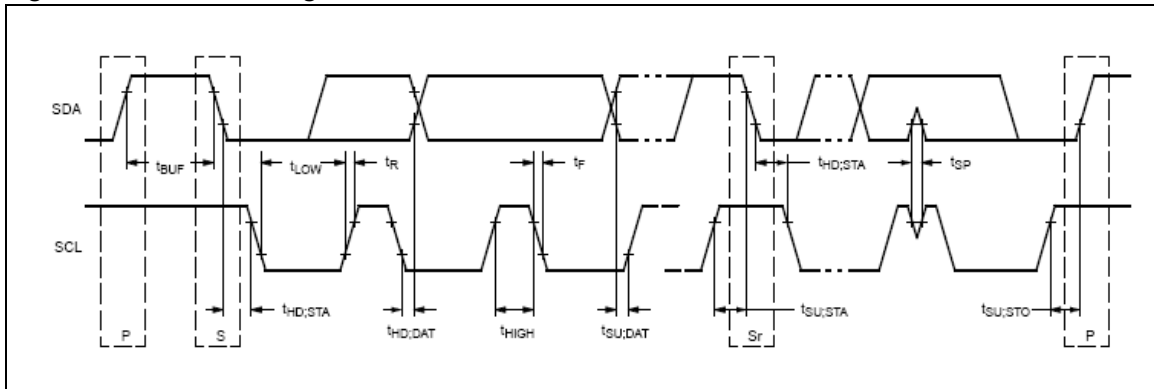 SDA
tBUF
tLOW
tR
tF
tHD;STA
tSP
SCL
tHD;STA
tHD;DAT
tHIGH
tSU;DAT
tSU;STA
tSU;STO
P
S
Sr
P